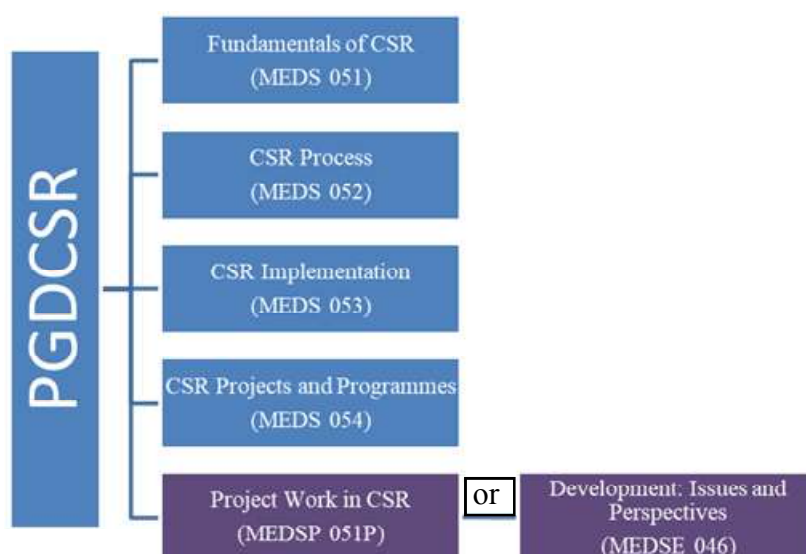 PGDCSR
Fundamentals of CSR
(MEDS 051)
CSR Process
(MEDS 052)
CSR Implementation
(MEDS 053)
CSR Projects and Programmes
(MEDS 054)
Project Work in CSR
(MEDSP 051P)
or
Development: Issues and
Perspectives
(MEDSE 046)